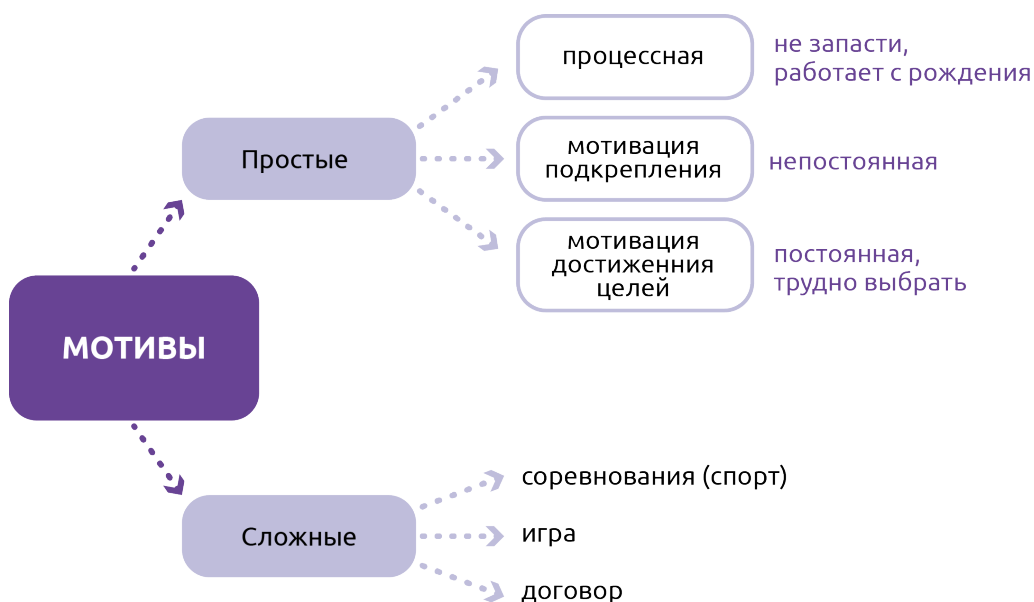 процессная
не запасти,
работает с рождения
Простые
мотивация
подкрепления
непостоянная
мотивация
достиженния
целей
постоянная,
трудно выбрать
МОТИВЫ
Сложные
соревнования (спорт)
игра
договор